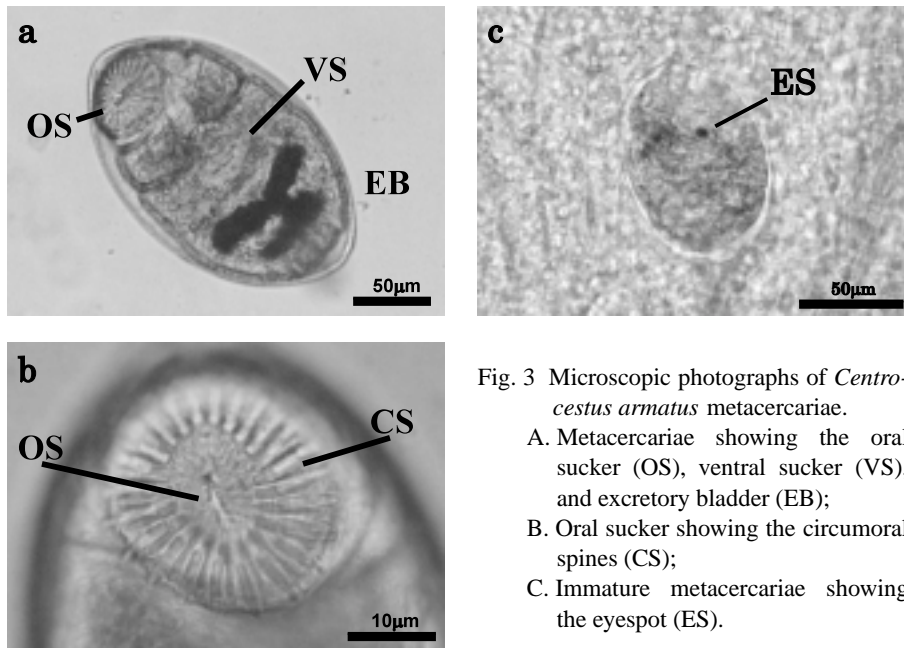 a
VS
OS
EB
50μm
c
ES
50μm
b
OS
CS
10μm
Fig. 3 Microscopic photographs of Centro-
cestus armatus metacercariae.
A. Metacercariae showing the oral
sucker (OS), ventral sucker (VS),
and excretory bladder (EB);
B. Oral sucker showing the circumoral
spines (CS);
C. Immature metacercariae showing
the eyespot (ES).